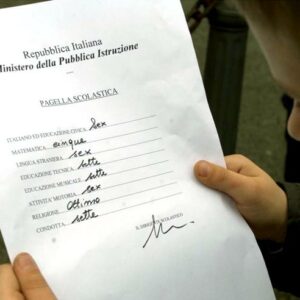 Repubblica Italiana
Ministero della Pubblica Istruzione
PAGELLA SCOLASTICA
ITALIANO ED EDUCAZIONE CIVICA sex
MATEMATICA cinque
LINGUA STRANIERA sex
EDUCAZIONE TECNICA sette
EDUCAZIONE MUSICALE sette
ATTIVITA' MOTORIA sex
RELIGIONE ottimo
CONDOTTA sette
IL DIRIGENTE SCOLASTICO